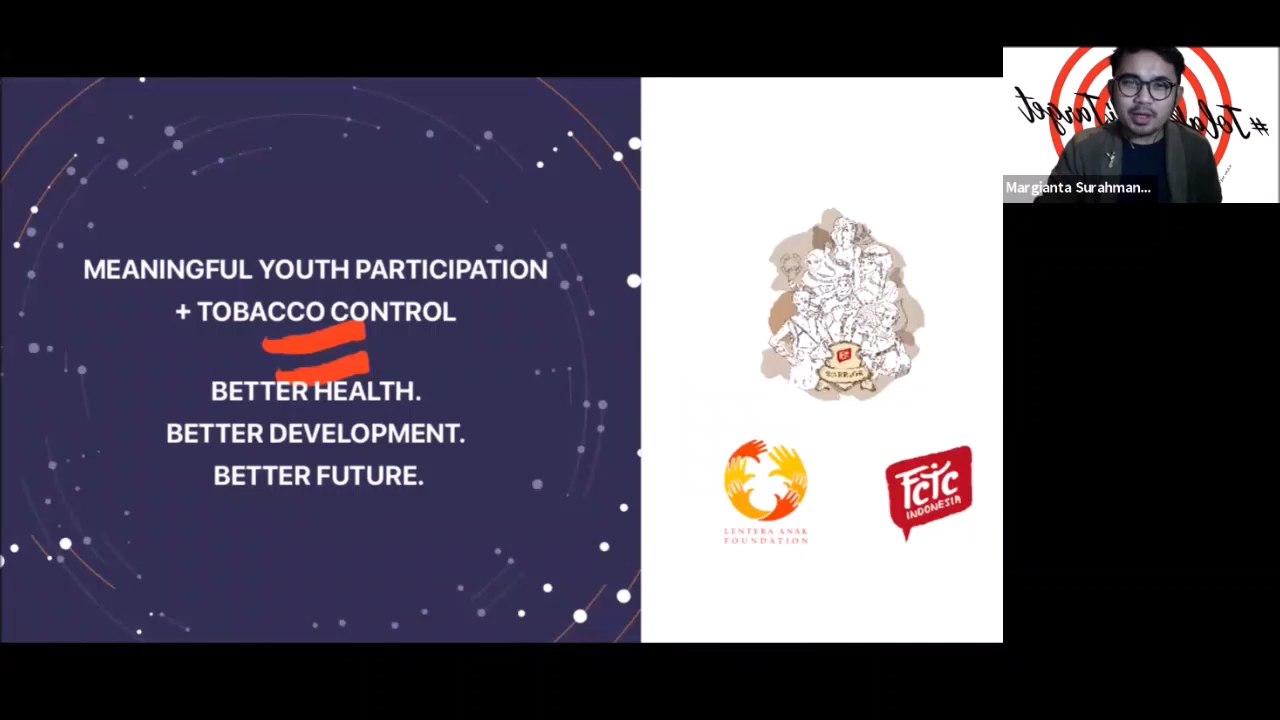 MEANINGFUL YOUTH PARTICIPATION
+ TOBACCO CONTROL
BETTER HEALTH.
BETTER DEVELOPMENT.
BETTER FUTURE.
LENTERA ANAK
FOUNDATION
FCTC
INDONESIA
Margianta Surahman...